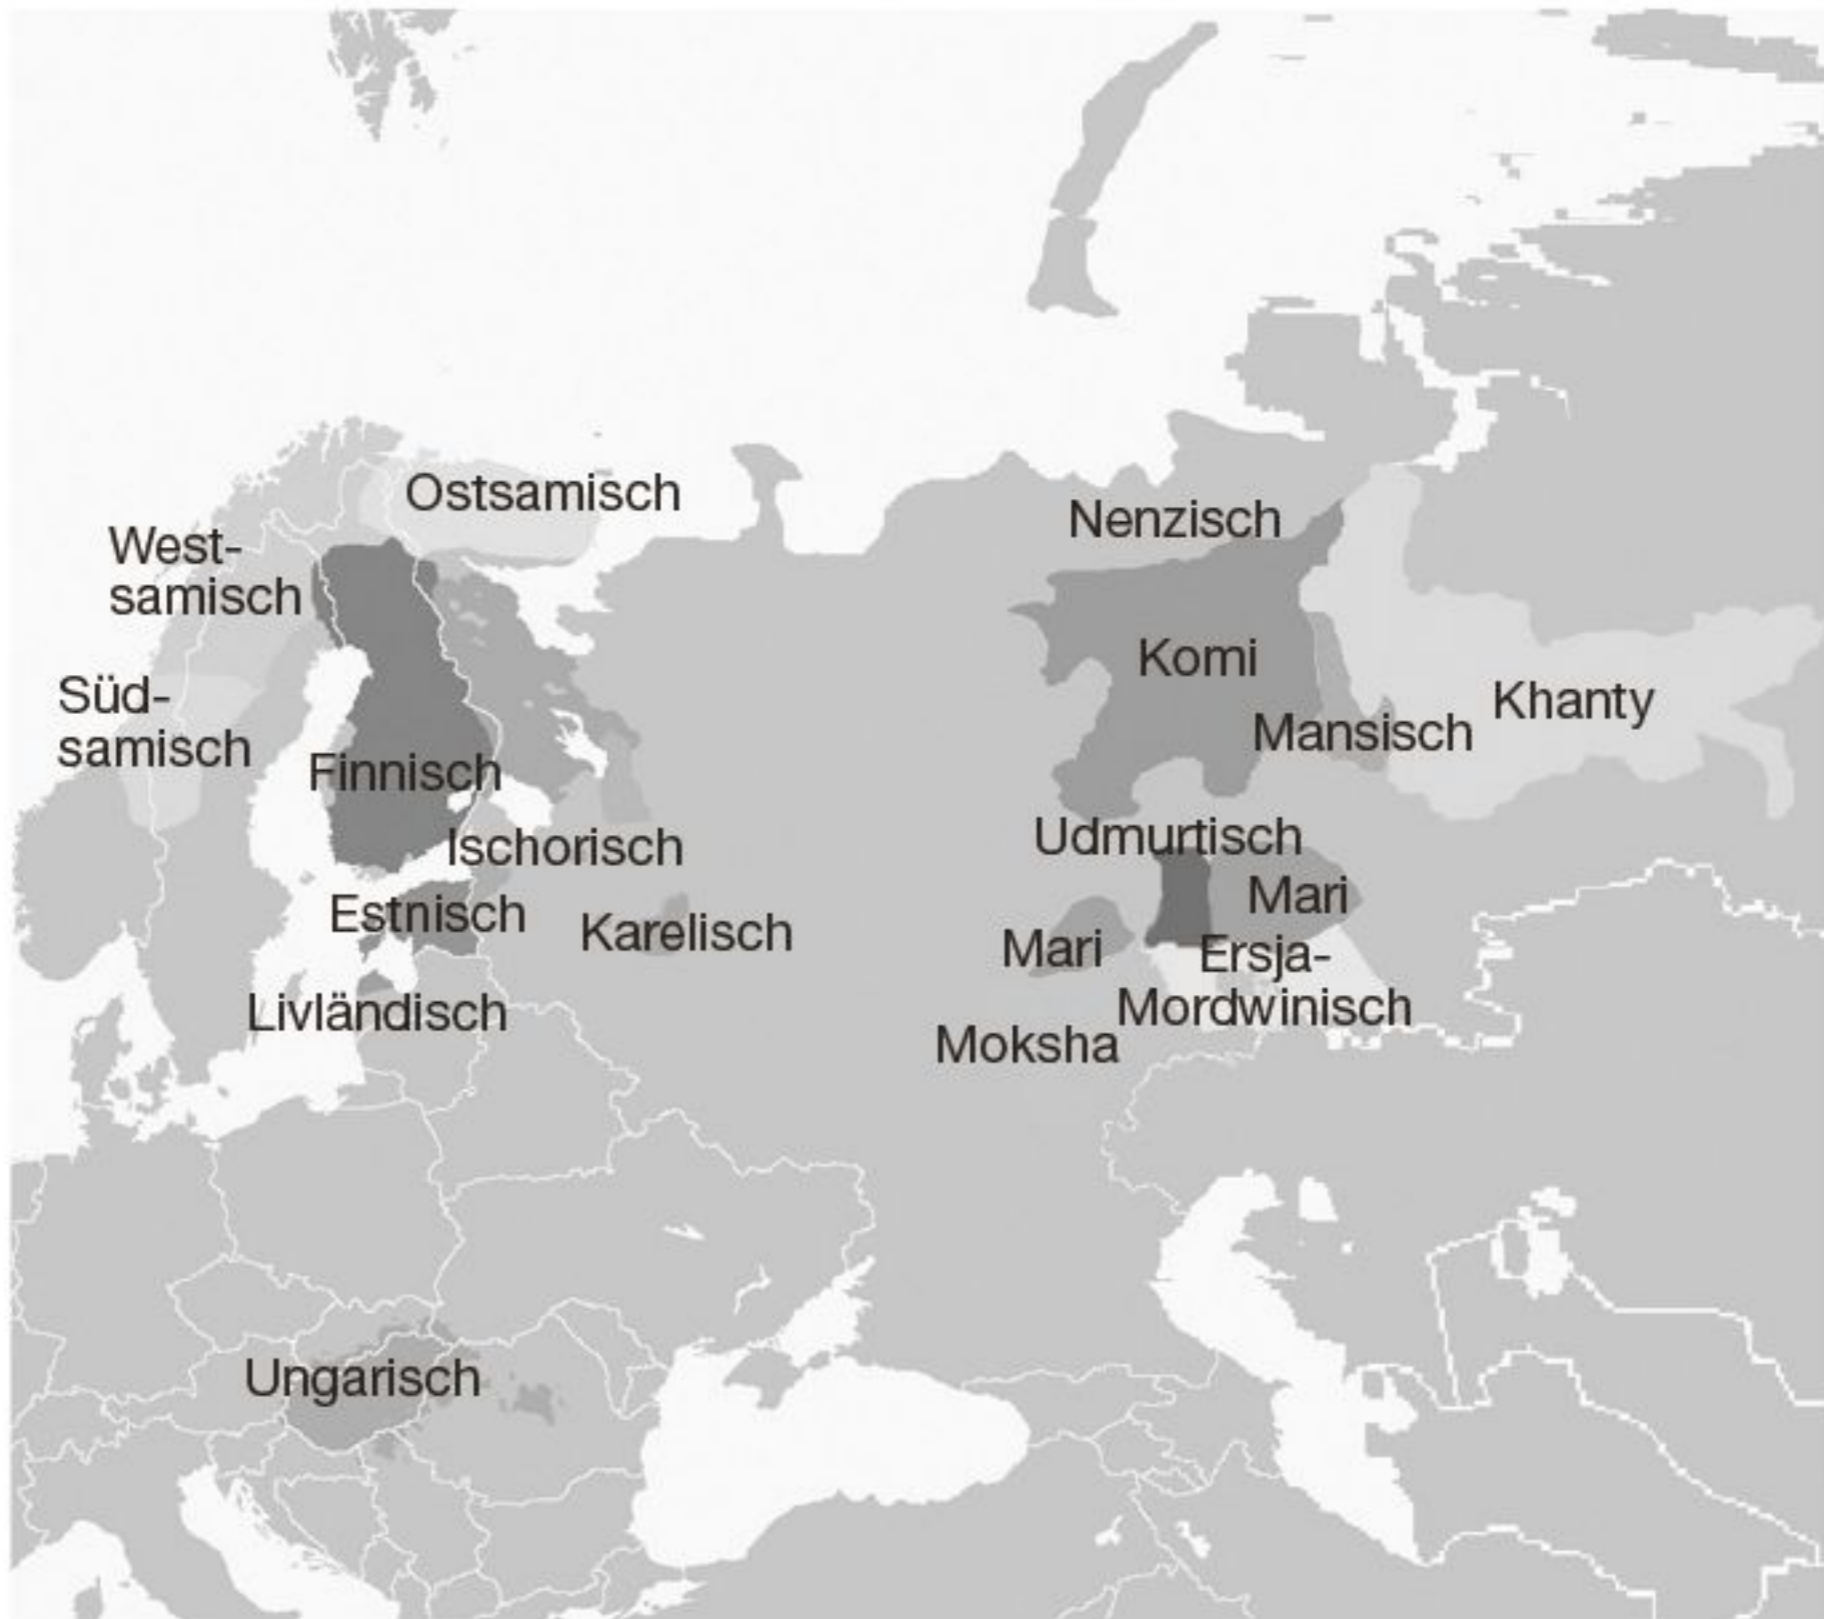 Ostsamisch
Nenzisch
West-
samisch
Komi
Khanty
Süd-
samisch
Mansisch
Finnisch
Udmurtisch
Ischorisch
Mari
Estnisch
Karelisch
Mari
Ersja-
Mordwinisch
Livländisch
Moksha
Ungarisch